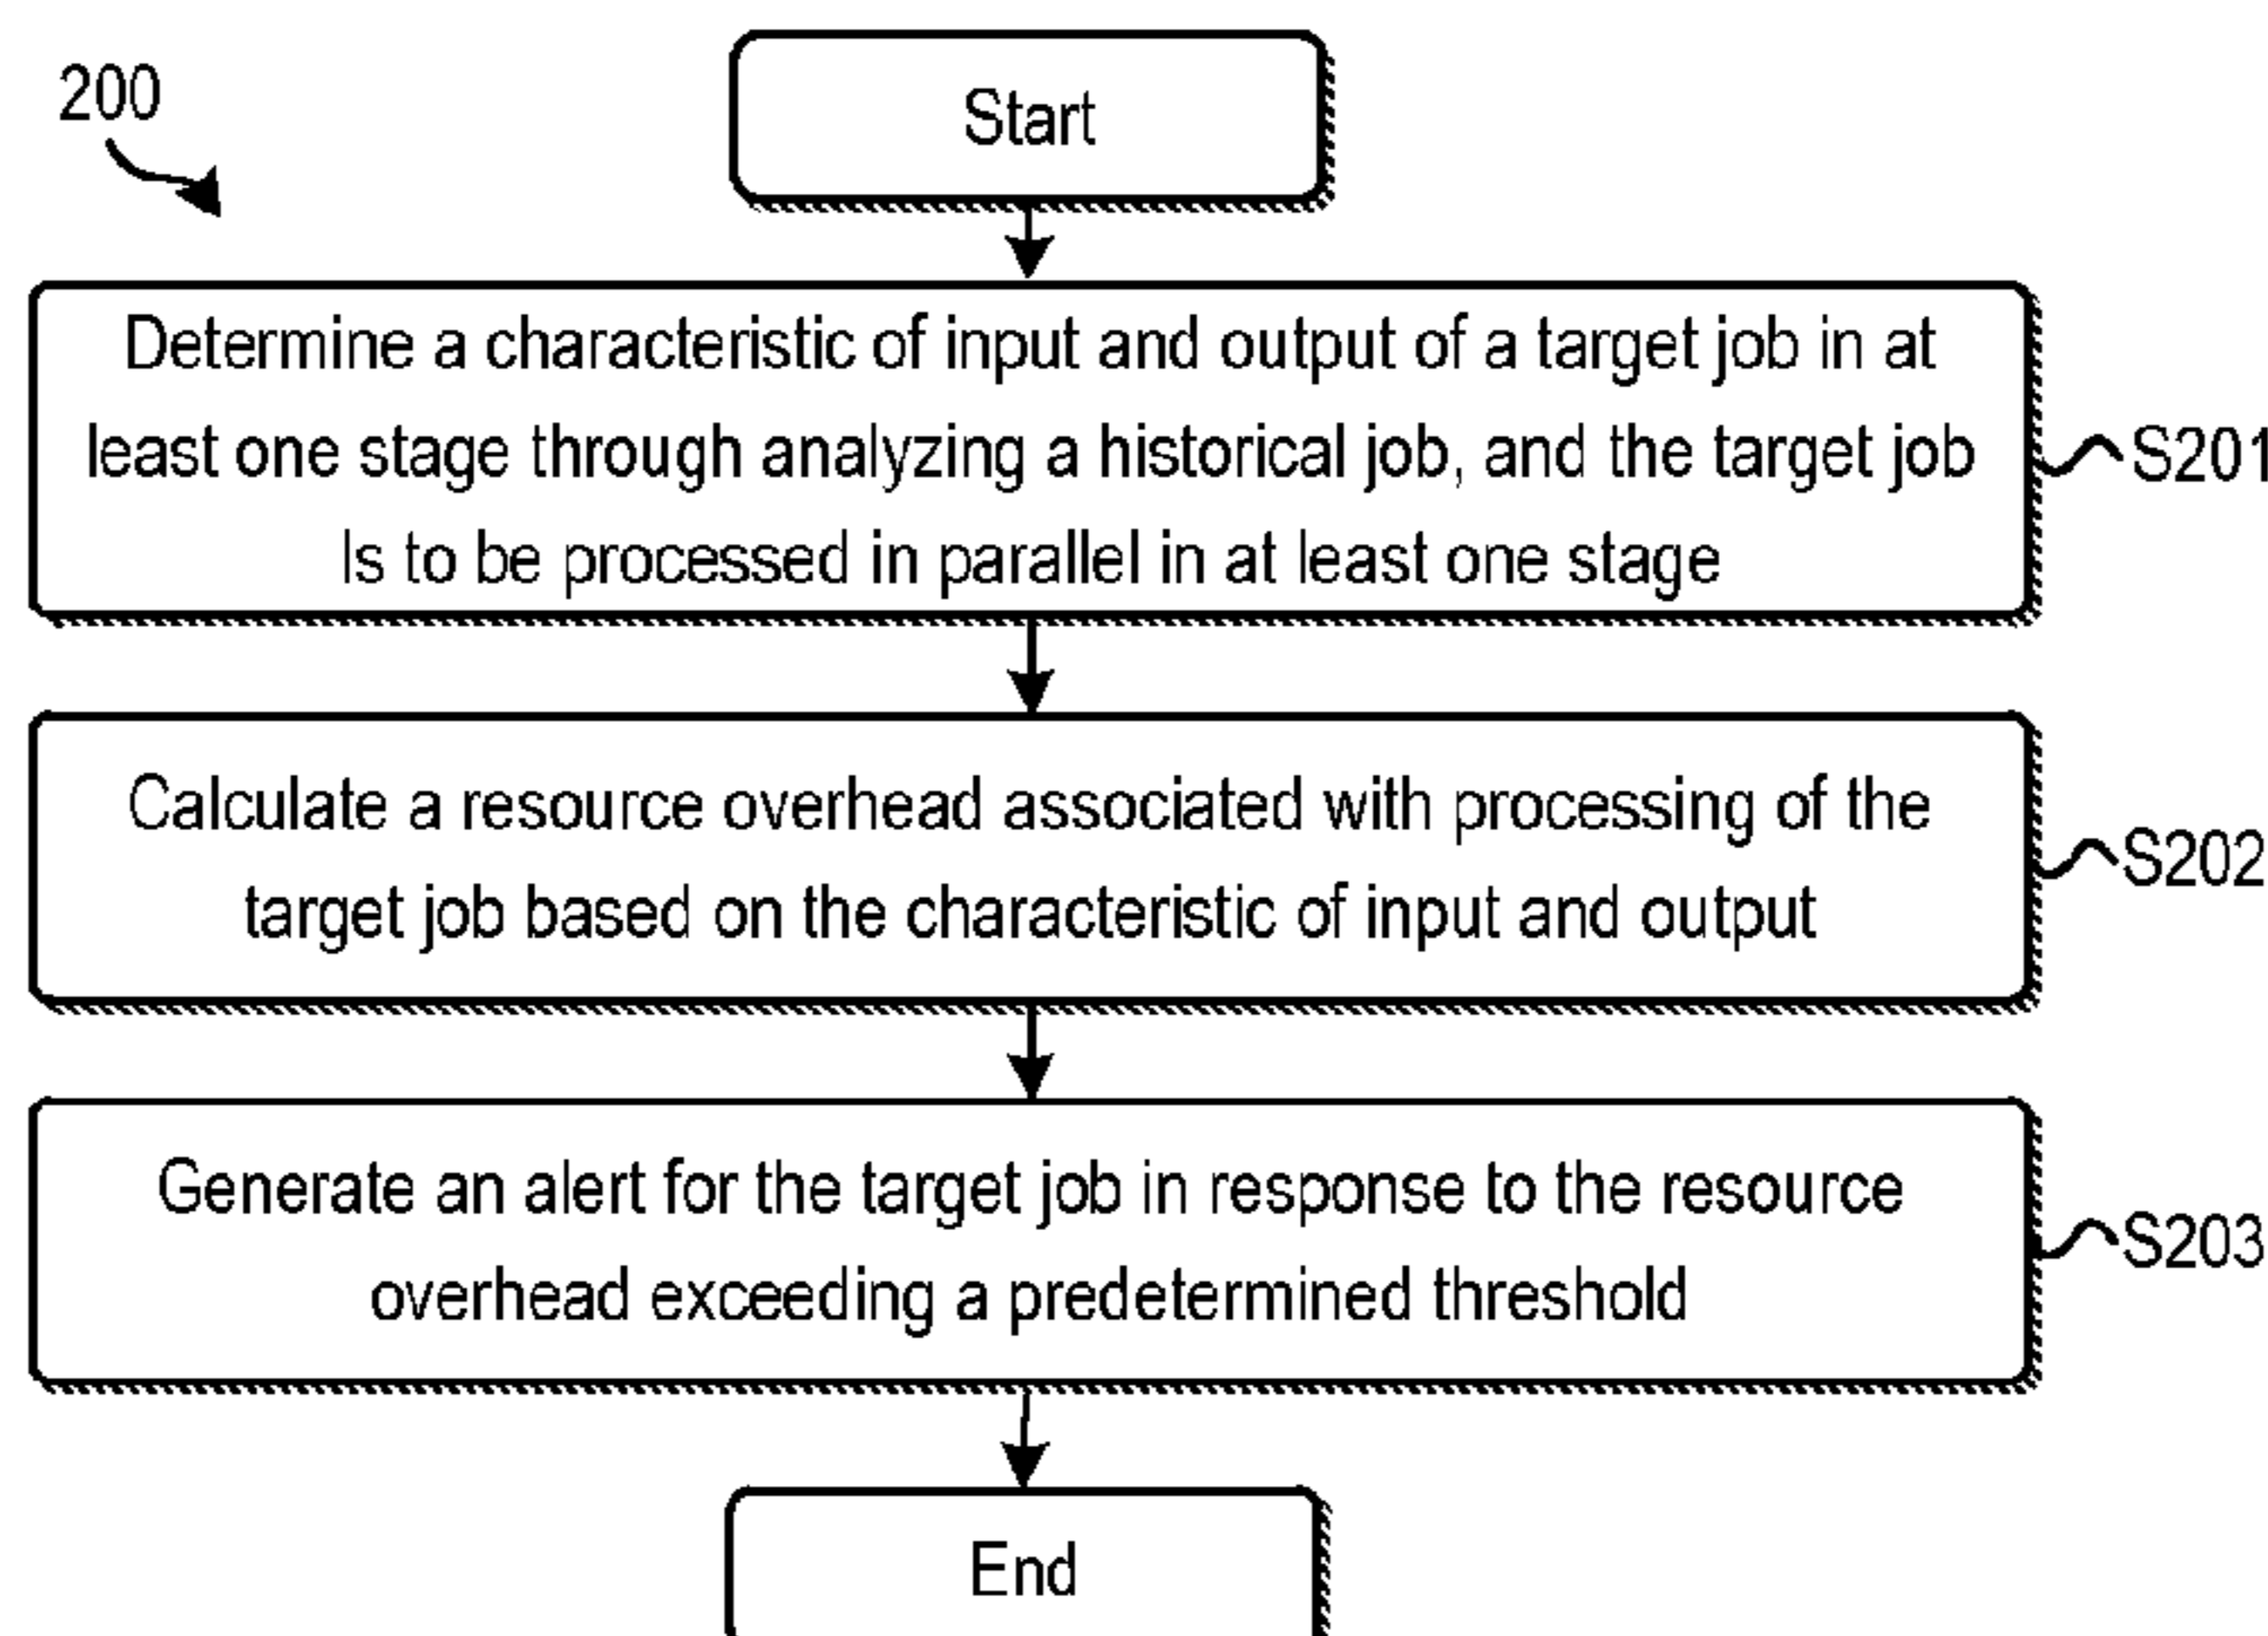 200
Start
Determine a characteristic of input and output of a target job in at
least one stage through analyzing a historical job, and the target job
Is to be processed in parallel in at least one stage
S201
Calculate a resource overhead associated with processing of the
target job based on the characteristic of input and output
S202
Generate an alert for the target job in response to the resource
overhead exceeding a predetermined threshold
S203
End